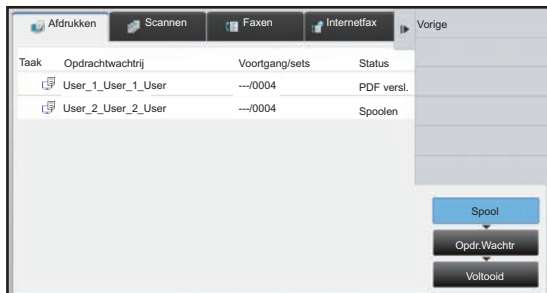 Afdrukken Scannen Faxen Internetfax Vorige
Taak Opdrachtwachtrij Voortgang/sets Status
User_1_User_1_User ---/0004 PDF versl.
User_2_User_2_User ---/0004 Spoolen
Spool
Opdr.Wachtr
Voltooid